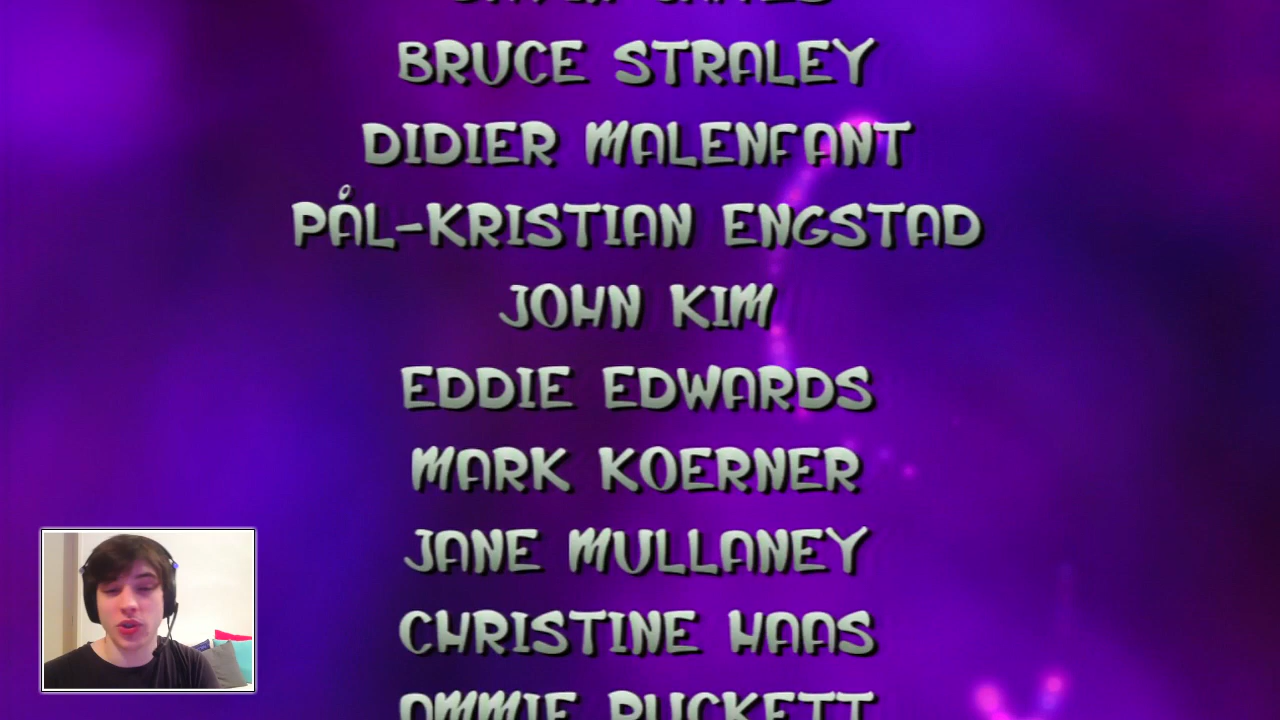 BRUCE STRALEY
DIDIER MALENFANT
PÅL-KRISTIAN ENGSTAD
JOHN KIM
EDDIE EDWARDS
MARK KOERNER
JANE MULLANEY
CHRISTINE HAAS